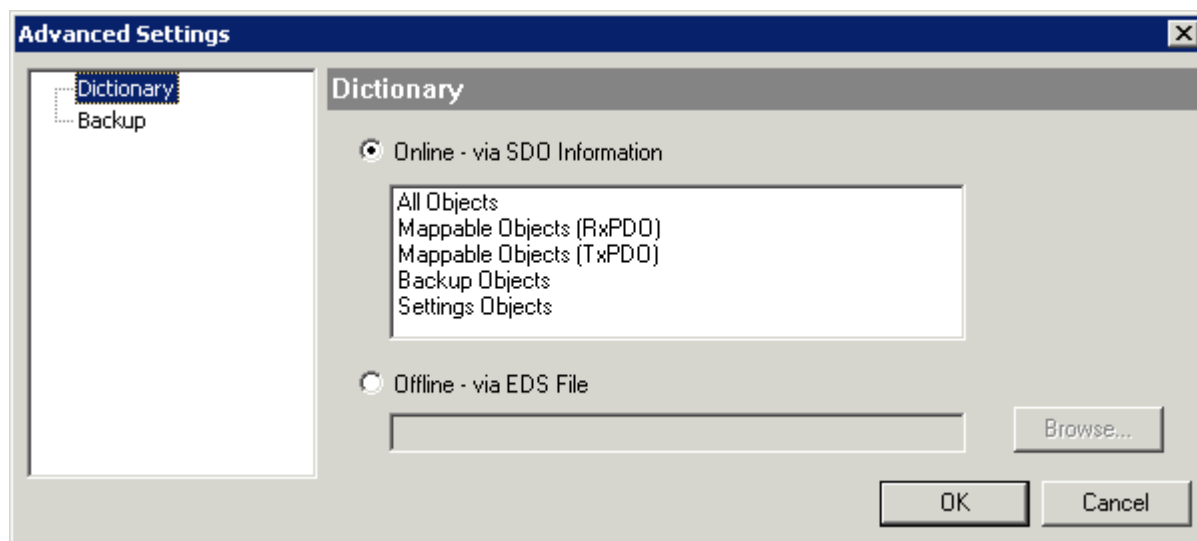 Advanced Settings
Dictionary
Backup
Dictionary
Online - via SDO Information
All Objects
Mappable Objects (RxPDO)
Mappable Objects (TxPDO)
Backup Objects
Settings Objects
Offline - via EDS File
Browse...
OK Cancel